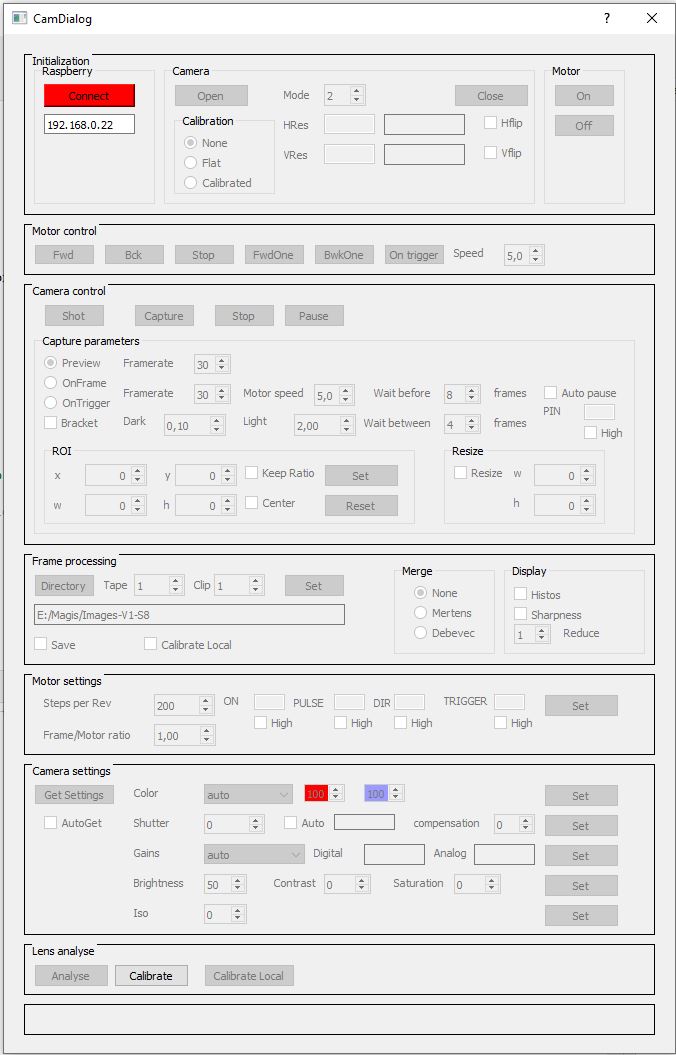 CamDialog ? ×
Initialization
Raspberry
Connect
192.168.0.22
Camera
Open Mode 2 Close
Calibration
None
Flat
Calibrated
HRes Hflip
VRes Vflip
Motor
On
Off
Motor control
Fwd Bck Stop FwdOne BwkOne On trigger Speed 5,0
Camera control
Shot Capture Stop Pause
Capture parameters
Preview Framerate 30
OnFrame
Framerate 30 Motor speed 5,0 Wait before 8 frames Auto pause
OnTrigger
PIN
Bracket Dark 0,10 Light 2,00 Wait between 4 frames
High
ROI
x 0 y 0 Keep Ratio Set
w 0 h 0 Center Reset
Resize
Resize w 0
h 0
Frame processing
Directory Tape 1 Clip 1 Set
E:/Magis/Images-V1-S8
Save Calibrate Local
Merge
None
Mertens
Debevec
Display
Histos
Sharpness
1 Reduce
Motor settings
Steps per Rev 200 ON PULSE DIR TRIGGER Set
High High High High
Frame/Motor ratio 1,00
Camera settings
Get Settings Color auto 100 100 Set
AutoGet Shutter 0 Auto compensation 0 Set
Gains auto Digital Analog Set
Brightness 50 Contrast 0 Saturation 0 Set
Iso 0 Set
Lens analyse
Analyse Calibrate Calibrate Local